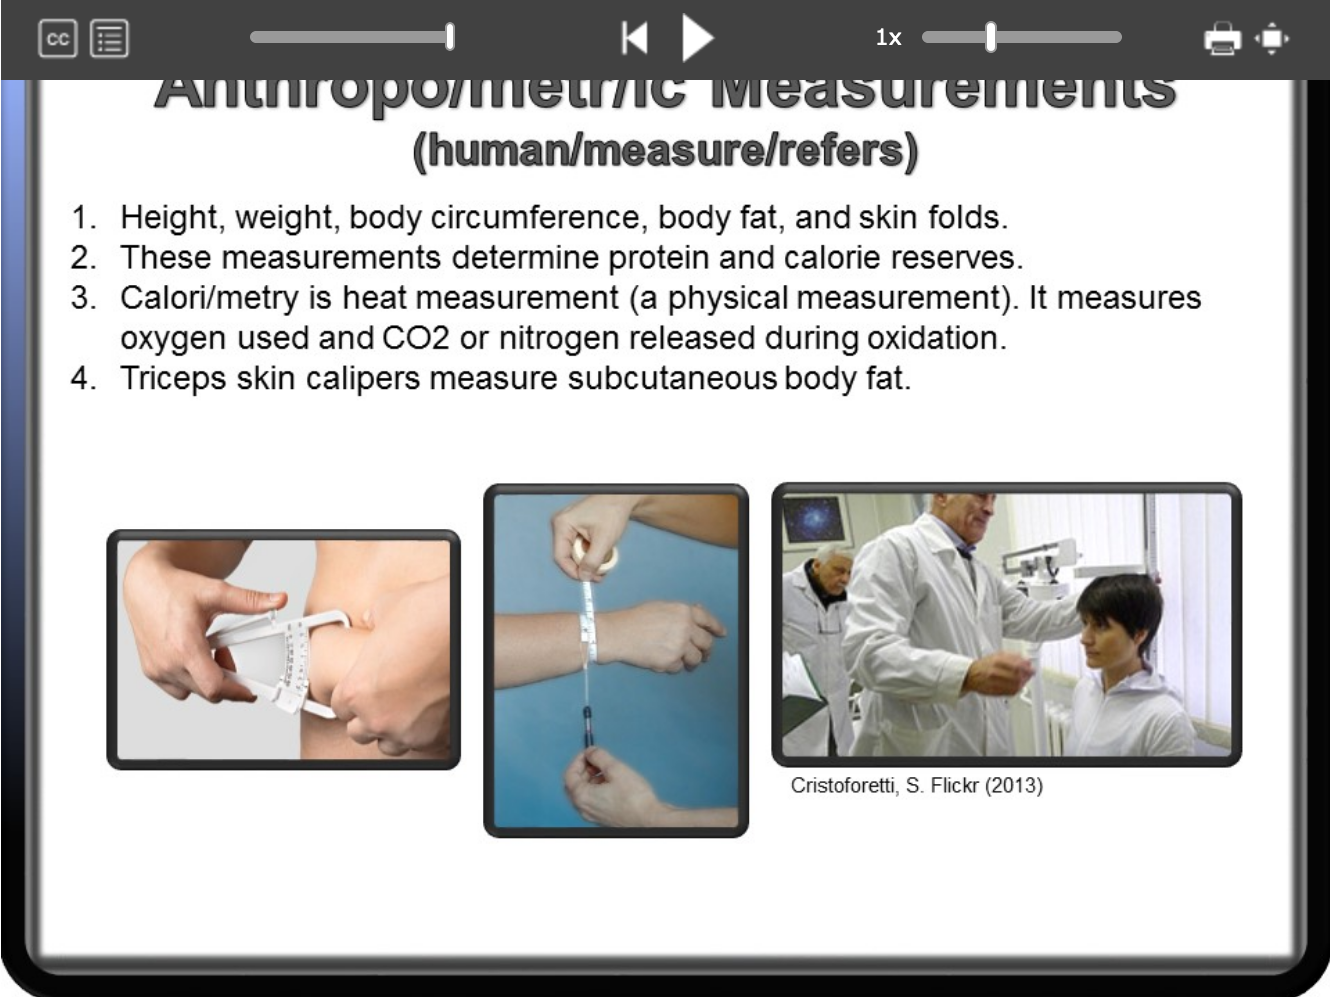 CC
1x
Anthropo/metr/ic Measurements
(human/measure/refers)
1. Height, weight, body circumference, body fat, and skin folds.
2. These measurements determine protein and calorie reserves.
3. Calori/metry is heat measurement (a physical measurement). It measures
oxygen used and CO2 or nitrogen released during oxidation.
4. Triceps skin calipers measure subcutaneous body fat.
Cristoforetti, S. Flickr (2013)